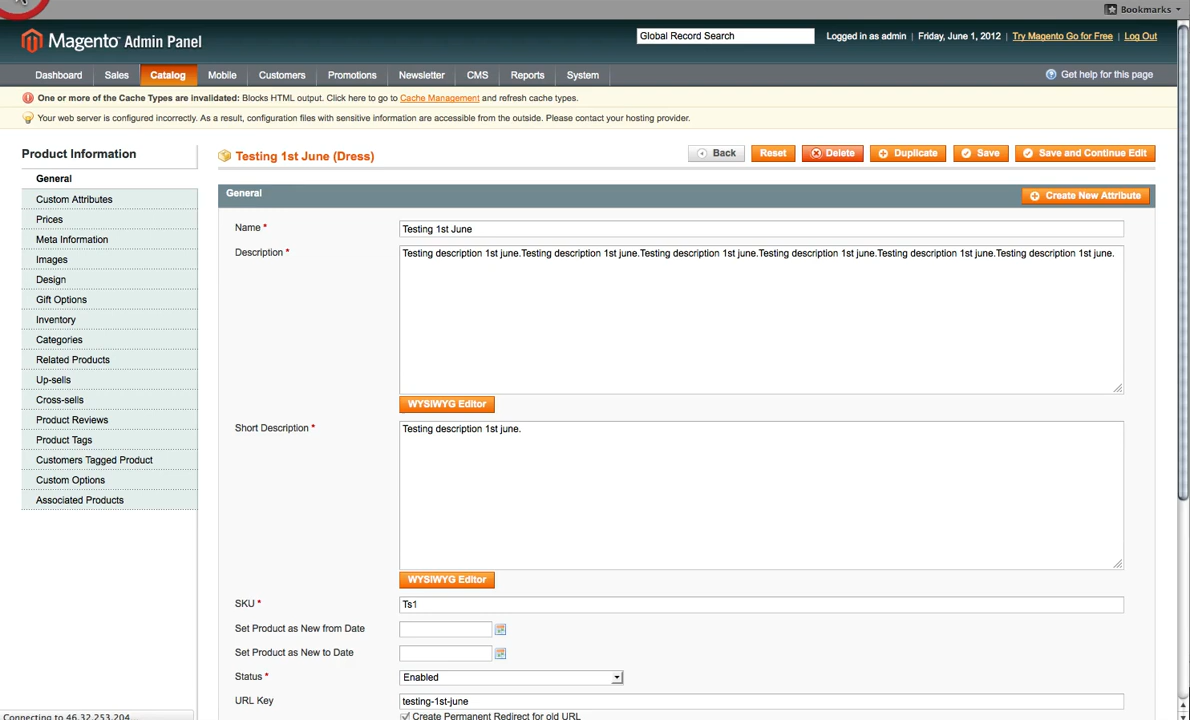 Bookmarks
Magento Admin Panel
Global Record Search
Logged in as admin | Friday, June 1, 2012 | Try Magento Go for Free | Log Out
Dashboard Sales Catalog Mobile Customers Promotions Newsletter CMS Reports System
Get help for this page
One or more of the Cache Types are invalidated: Blocks HTML output. Click here to go to Cache Management and refresh cache types.
Your web server is configured incorrectly. As a result, configuration files with sensitive information are accessible from the outside. Please contact your hosting provider.
Product Information
General
Custom Attributes
Prices
Meta Information
Images
Design
Gift Options
Inventory
Categories
Related Products
Up-sells
Cross-sells
Product Reviews
Product Tags
Customers Tagged Product
Custom Options
Associated Products
Testing 1st June (Dress)
Back Reset Delete Duplicate Save Save and Continue Edit
General
Create New Attribute
Name * Testing 1st June
Description * Testing description 1st june.Testing description 1st june.Testing description 1st june.Testing description 1st june.Testing description 1st june.Testing description 1st june.
WYSIWYG Editor
Short Description * Testing description 1st june.
WYSIWYG Editor
SKU * Ts1
Set Product as New from Date
Set Product as New to Date
Status * Enabled
URL Key testing-1st-june
Create Permanent Redirect for old URL
Connecting to 46.32.253.204